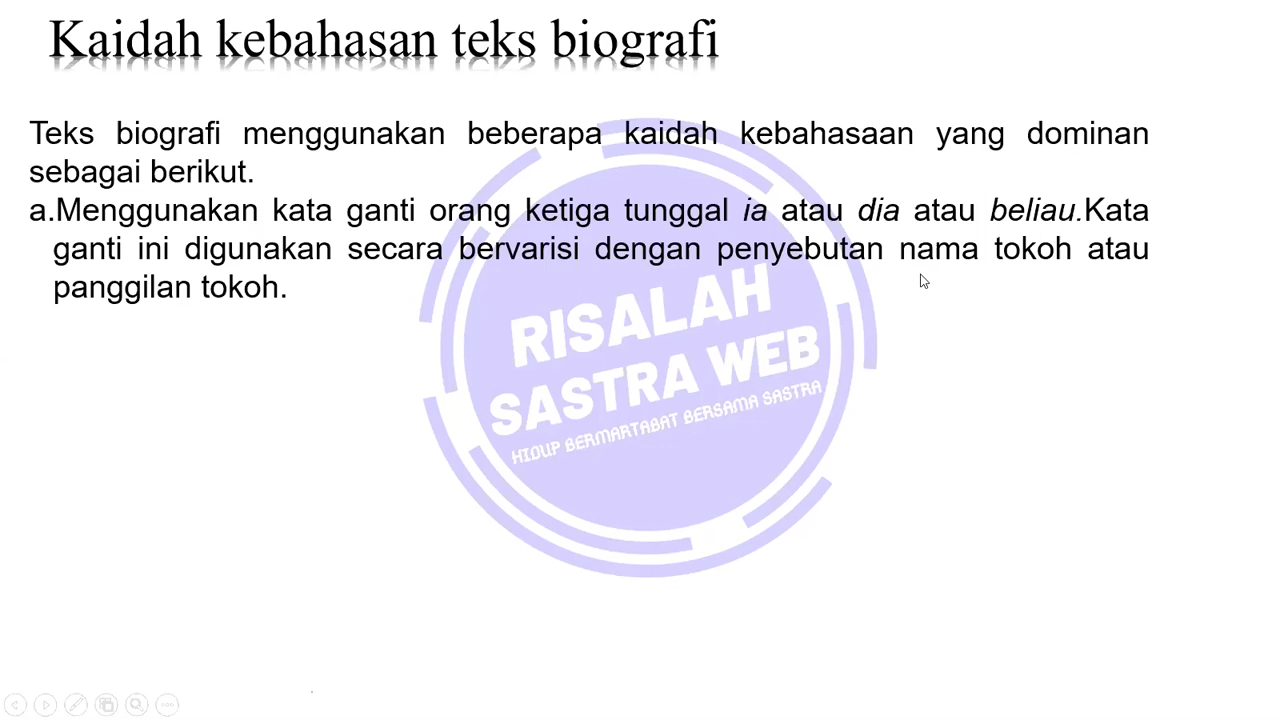 Kaidah kebahasan teks biografi
Teks biografi menggunakan beberapa kaidah kebahasaan yang dominan
sebagai berikut.
a.Menggunakan kata ganti orang ketiga tunggal ia atau dia atau beliau.Kata
ganti ini digunakan secara bervarisi dengan penyebutan nama tokoh atau
panggilan tokoh.
RISALAH
SASTRA WEB
HIDUP BERMARTABAT BERSAMA SASTRA